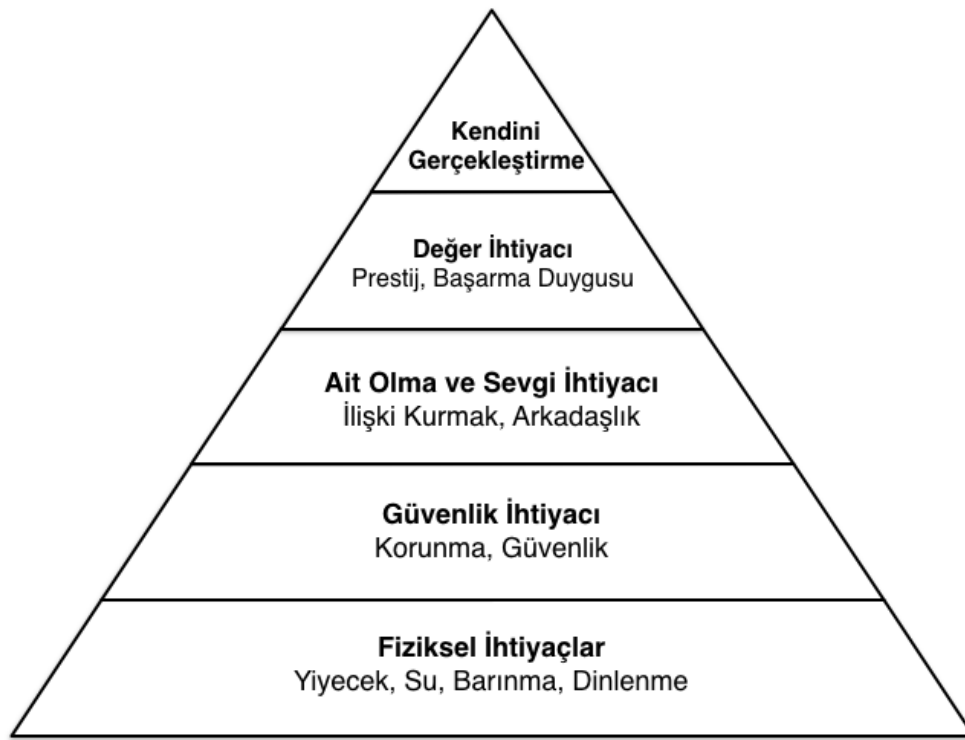 Kendini
Gerçekleştirme
Değer İhtiyacı
Prestij, Başarma Duygusu
Ait Olma ve Sevgi İhtiyacı
İlişki Kurmak, Arkadaşlık
Güvenlik İhtiyacı
Korunma, Güvenlik
Fiziksel İhtiyaçlar
Yiyecek, Su, Barınma, Dinlenme